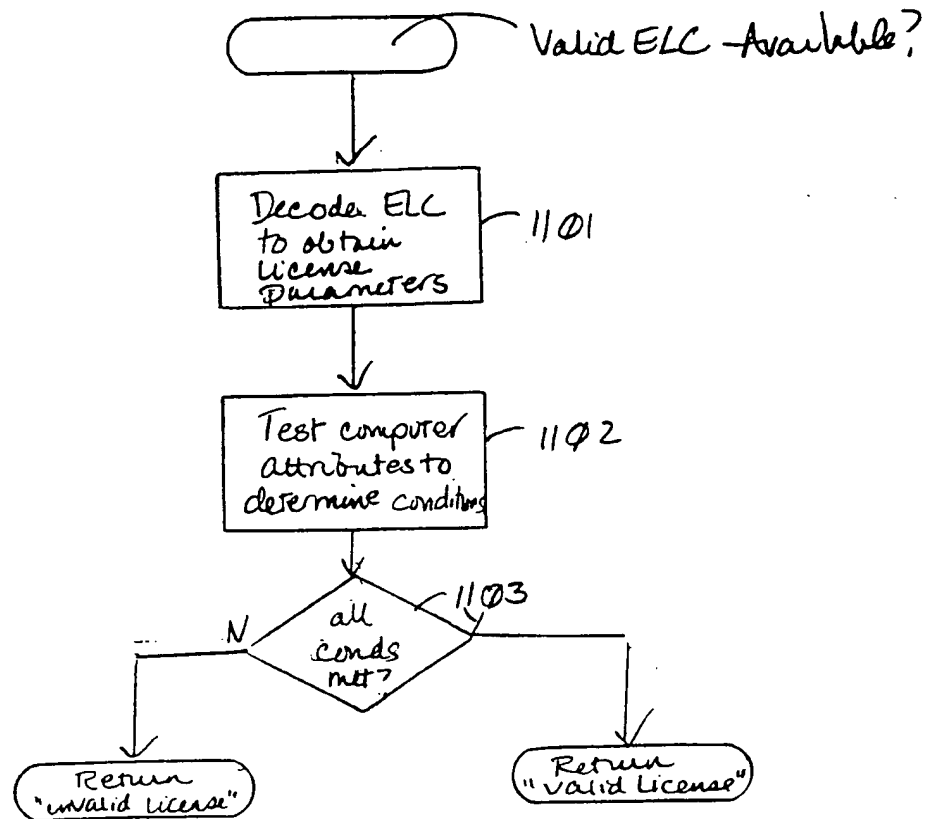 Valid ELC Available?
Decode ELC
to obtain
License
Parameters
1101
Test computer
attributes to
determine conditions
1102
all
conds
met?
1103
N
Y
Return
"invalid License"
Return
"valid License"